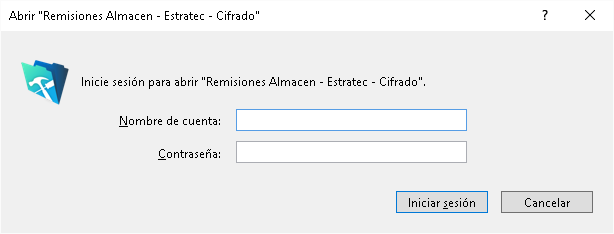 Abrir "Remisiones Almacen - Estratec - Cifrado"
?
Inicie sesión para abrir "Remisiones Almacen - Estratec - Cifrado".
Nombre de cuenta:
Contraseña:
Iniciar sesión Cancelar